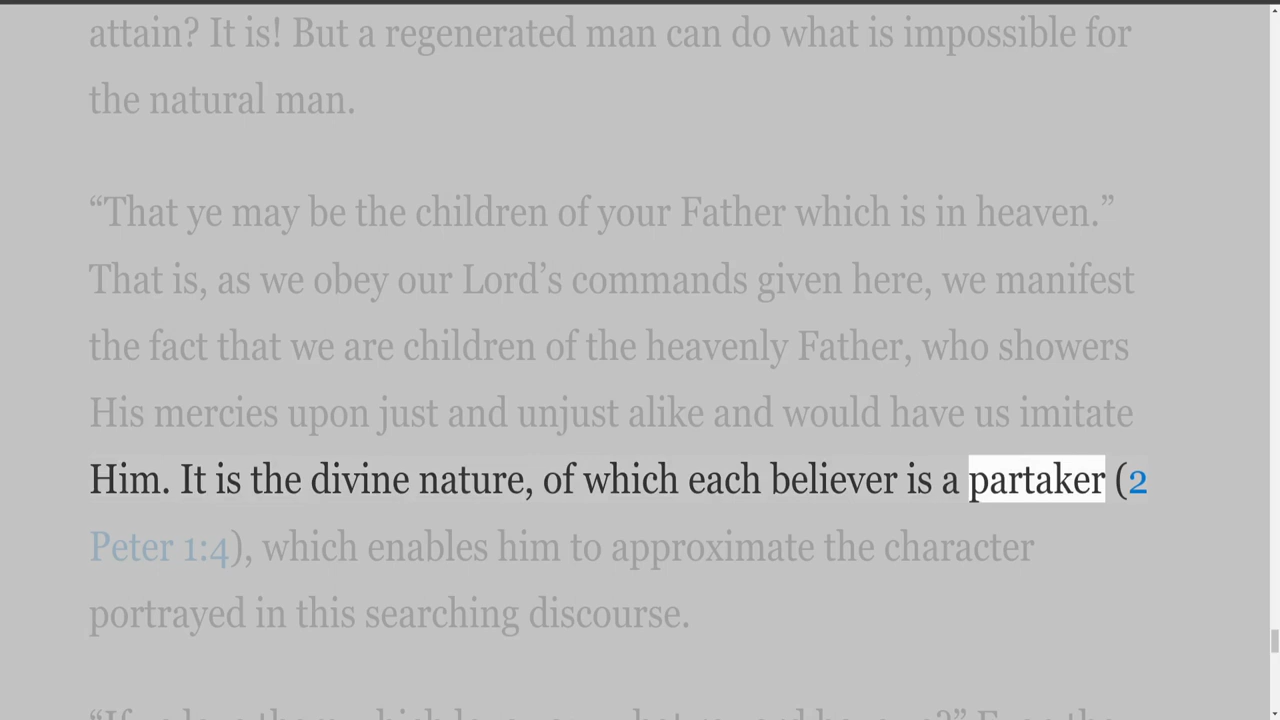 attain? It is! But a regenerated man can do what is impossible for
the natural man.
“That ye may be the children of your Father which is in heaven.”
That is, as we obey our Lord’s commands given here, we manifest
the fact that we are children of the heavenly Father, who showers
His mercies upon just and unjust alike and would have us imitate
Him. It is the divine nature, of which each believer is a partaker (2
Peter 1:4), which enables him to approximate the character
portrayed in this searching discourse.